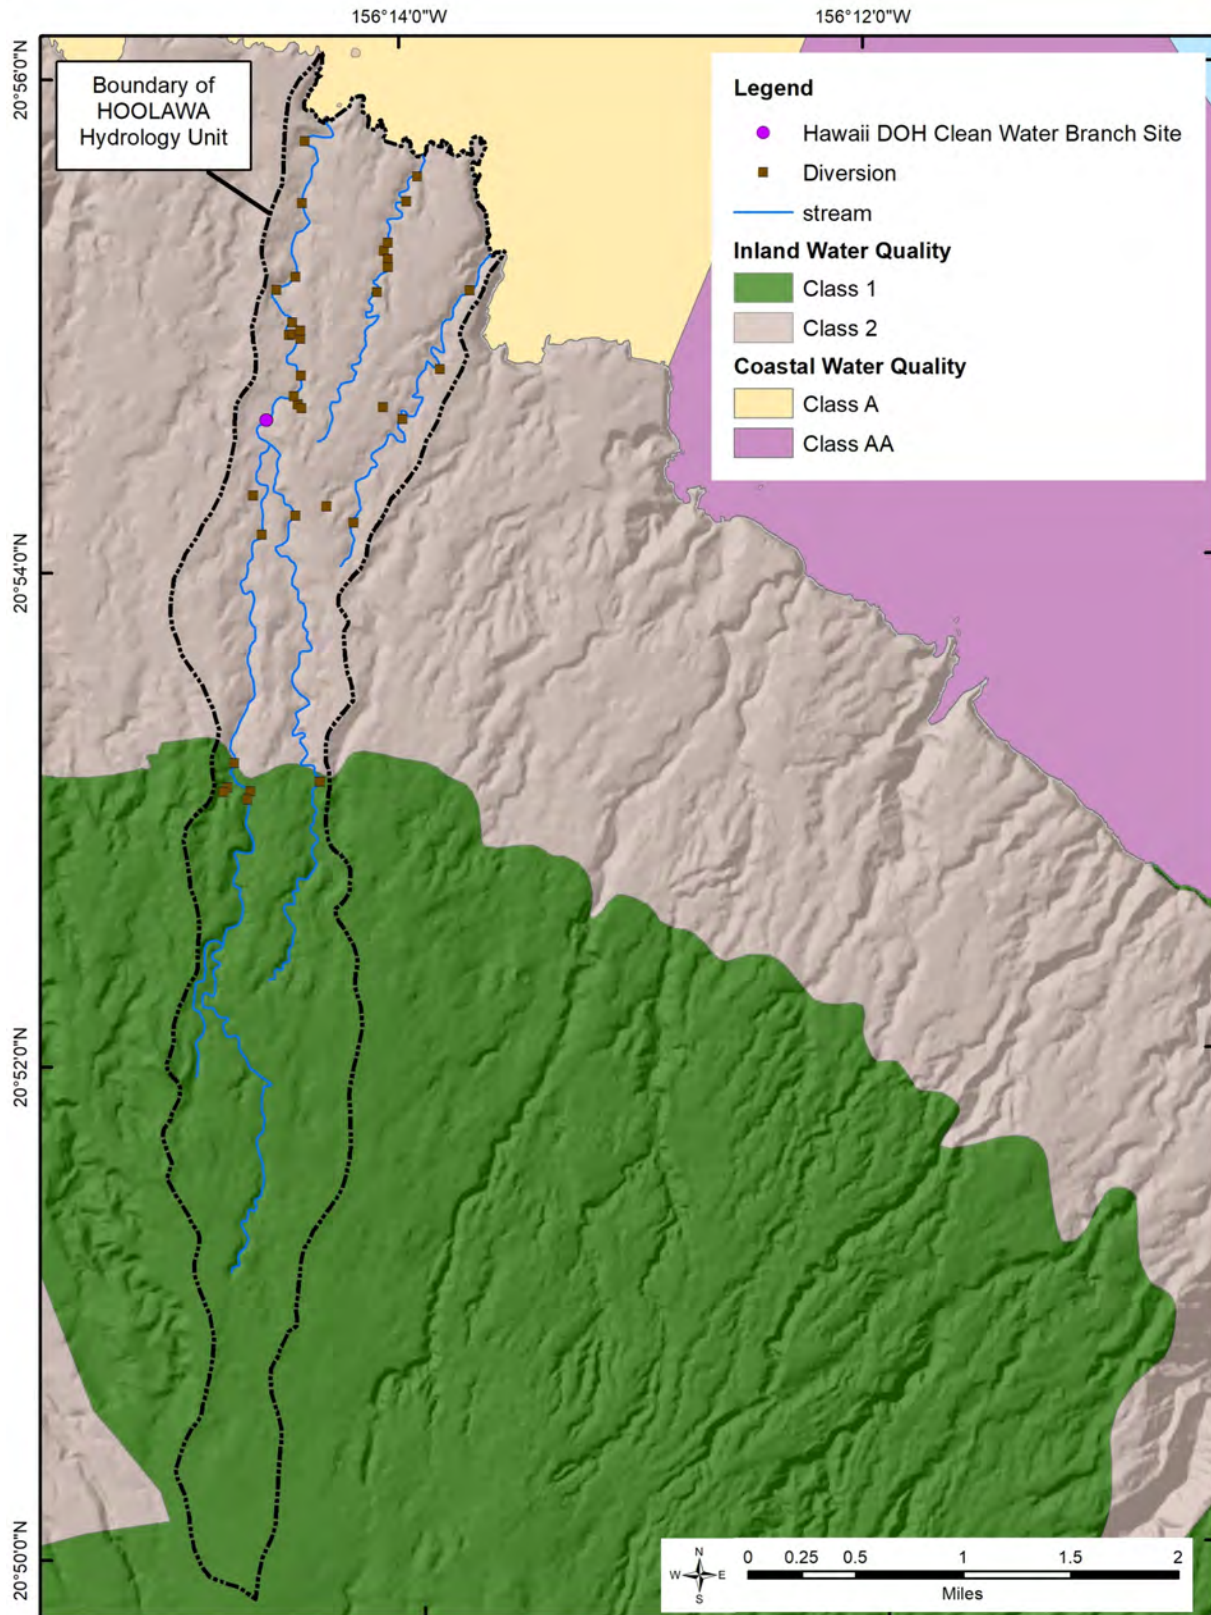 156°14'0"W
156°12'0"W
20°56'0"N
Boundary of
HOOLAWA
Hydrology Unit
Legend
Hawaii DOH Clean Water Branch Site
Diversion
stream
Inland Water Quality
Class 1
Class 2
Coastal Water Quality
Class A
Class AA
20°54'0"N
20°52'0"N
20°50'0"N
N
W
E
S
0 0.25 0.5 1 1.5 2
Miles